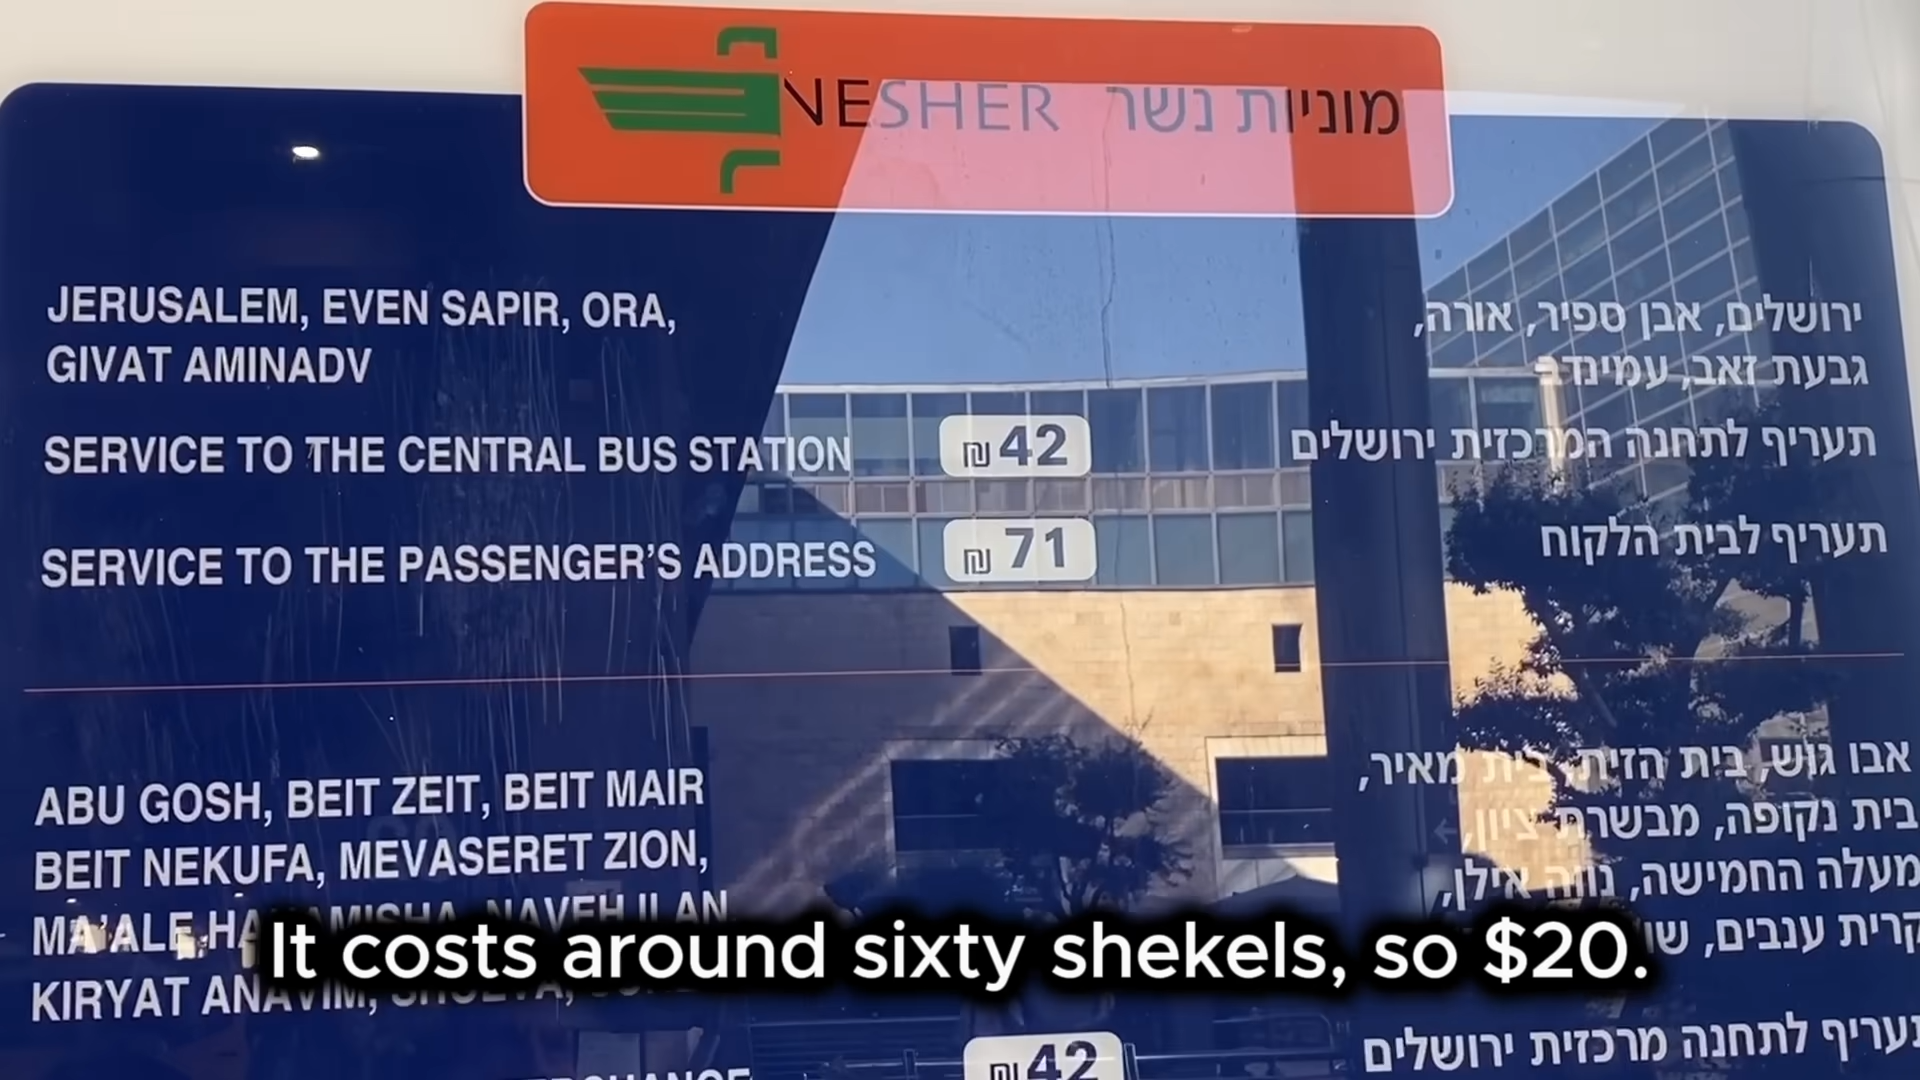 NESHER מוניות נשר
JERUSALEM, EVEN SAPIR, ORA,
GIVAT AMINADV
ירושלים, אבן ספיר, אורה,
גבעת זאב, עמינדב
SERVICE TO THE CENTRAL BUS STATION ₪ 42 תעריף לתחנה המרכזית ירושלים
SERVICE TO THE PASSENGER'S ADDRESS ₪ 71 תעריף לבית הלקוח
ABU GOSH, BEIT ZEIT, BEIT MAIR
BEIT NEKUFA, MEVASERET ZION,
MA'ALE NAVEH ILAN,
KIRYAT ANAVIM,
אבו גוש, בית הזית, בית מאיר,
בית נקופה, מבשרת ציון,
מעלה החמישה, נווה אילן,
קרית ענבים,
It costs around sixty shekels, so $20.
₪ 42 תעריף לתחנה מרכזית ירושלים